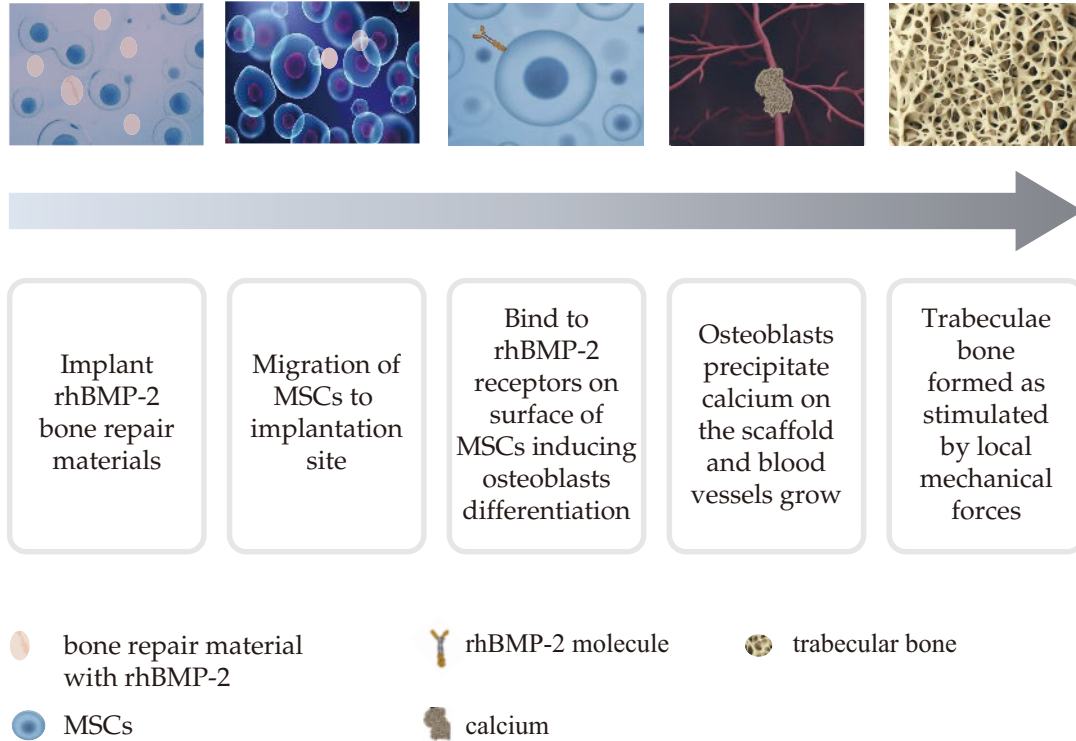 Implant
rhBMP-2
bone repair
materials
Migration of
MSCs to
implantation
site
Bind to
rhBMP-2
receptors on
surface of
MSCs inducing
osteoblasts
differentiation
Osteoblasts
precipitate
calcium on
the scaffold
and blood
vessels grow
Trabeculae
bone
formed as
stimulated
by local
mechanical
forces
bone repair material
with rhBMP-2
rhBMP-2 molecule
trabecular bone
MSCs
calcium